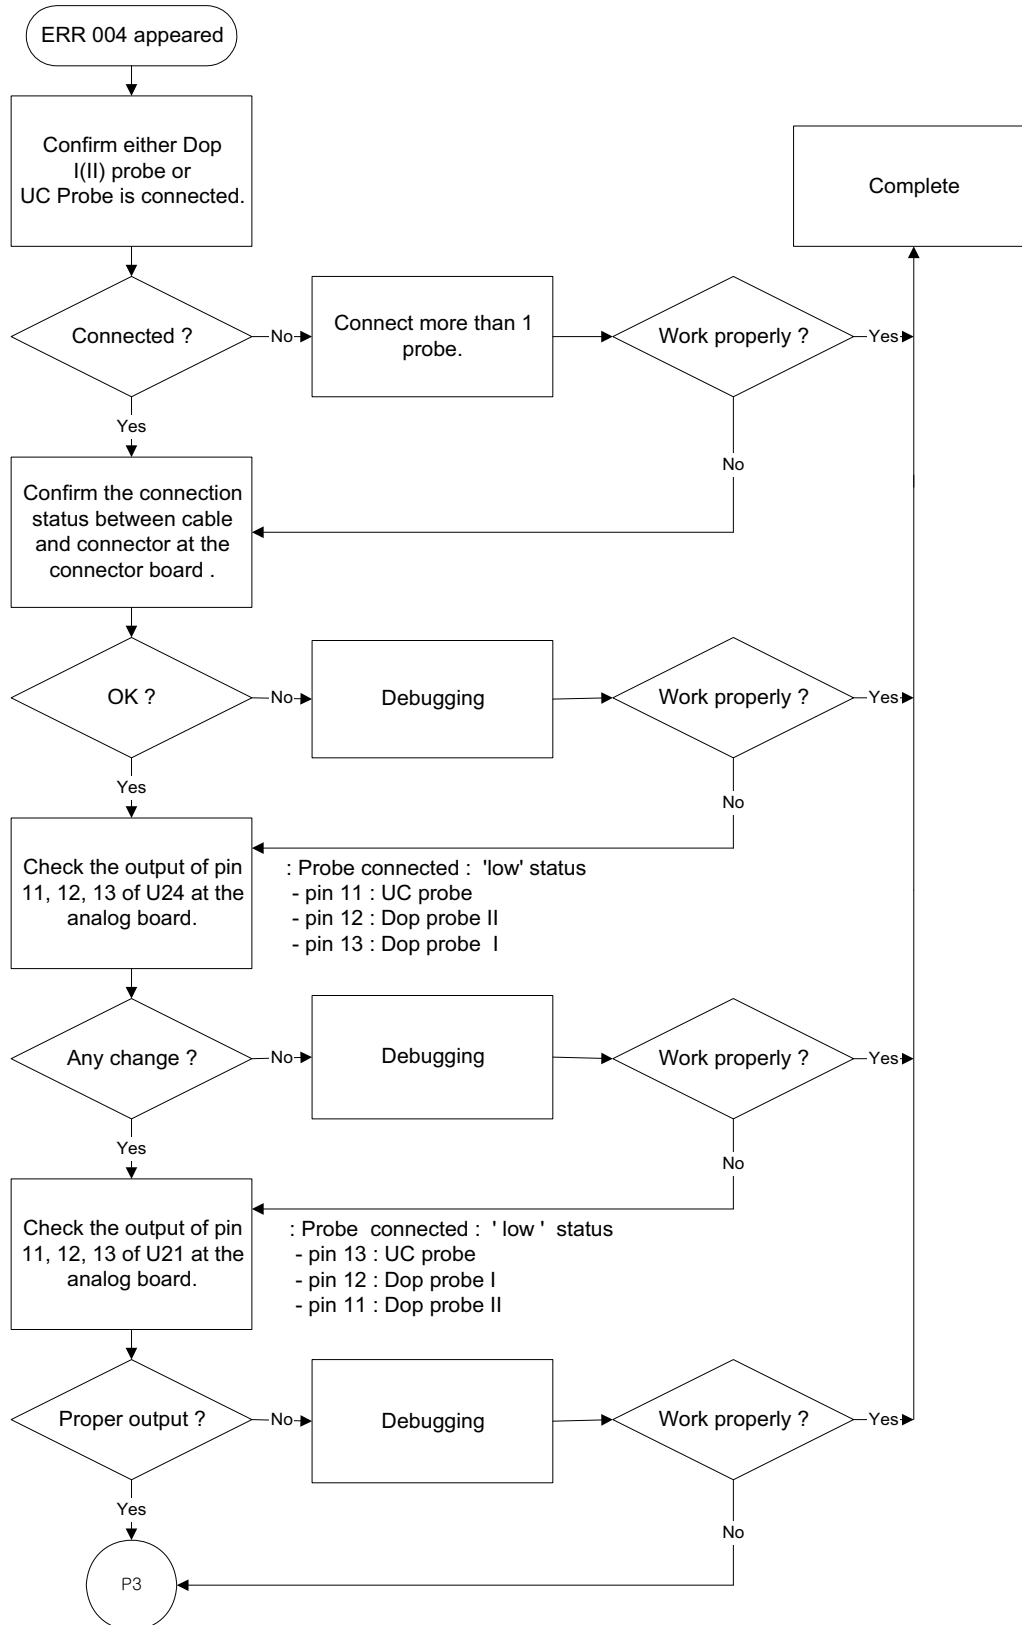 ERR 004 appeared
Confirm either Dop
I(II) probe or
UC Probe is connected.
Complete
Connected ?
No
Connect more than 1
probe.
Work properly ?
Yes
Yes
No
Confirm the connection
status between cable
and connector at the
connector board .
OK ?
No
Debugging
Work properly ?
Yes
Yes
No
Check the output of pin
11, 12, 13 of U24 at the
analog board.
: Probe connected : 'low' status
- pin 11 : UC probe
- pin 12 : Dop probe II
- pin 13 : Dop probe I
Any change ?
No
Debugging
Work properly ?
Yes
Yes
No
Check the output of pin
11, 12, 13 of U21 at the
analog board.
: Probe connected : ' low ' status
- pin 13 : UC probe
- pin 12 : Dop probe I
- pin 11 : Dop probe II
Proper output ?
No
Debugging
Work properly ?
Yes
Yes
No
P3